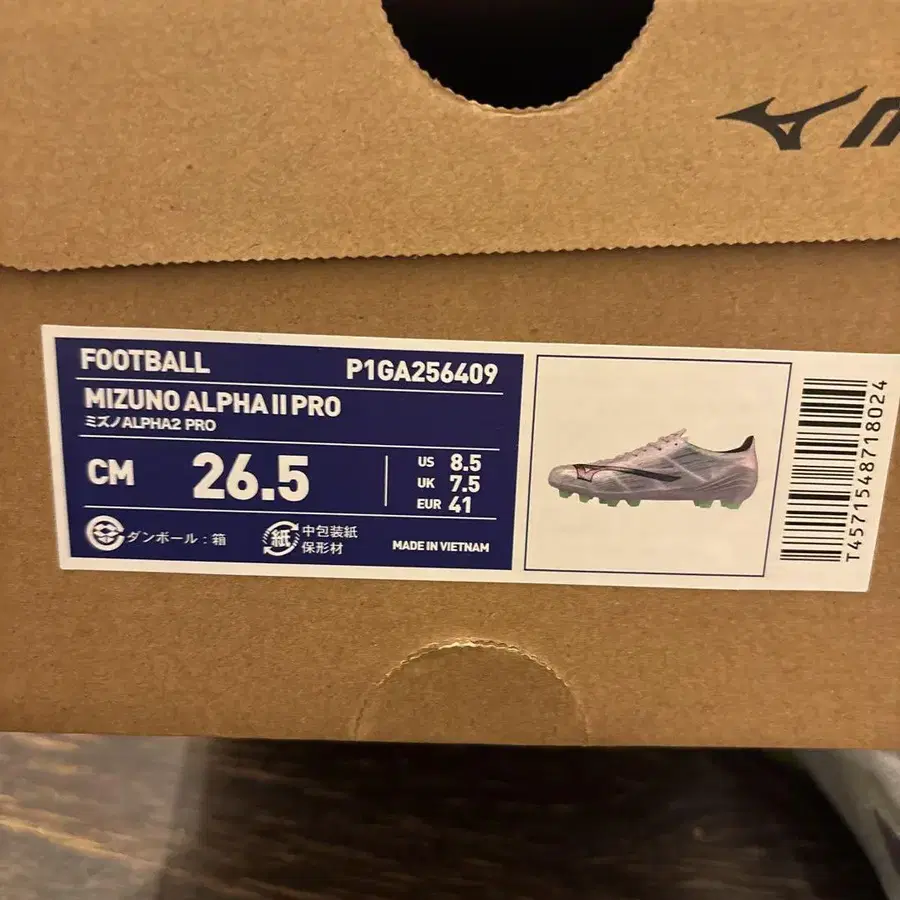 FOOTBALL
P1GA256409
MIZUNO ALPHA II PRO
ミズノALPHA2 PRO
CM 26.5
US 8.5
UK 7.5
EUR 41
ダンボール : 箱
紙 中包装紙
保形材
MADE IN VIETNAM
T4571548718024